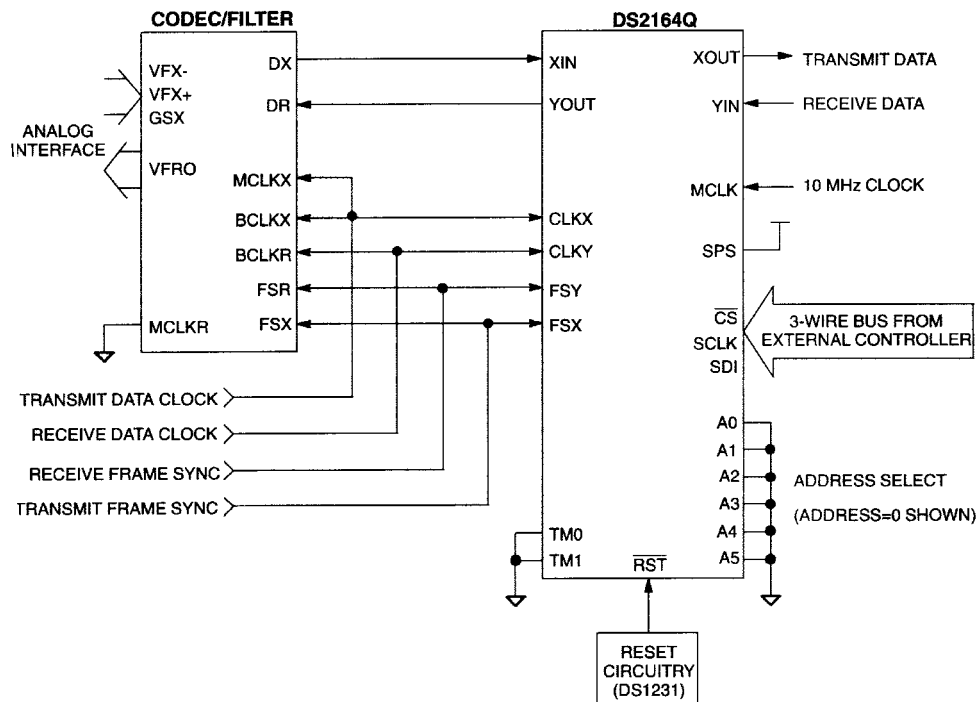 CODEC/FILTER
DS2164Q
VFX-
VFX+
GSX
ANALOG
INTERFACE
VFRO
MCLKR
DX
DR
MCLKX
BCLKX
BCLKR
FSR
FSX
XIN
YOUT
CLKX
CLKY
FSY
FSX
TM0
TM1
RST
XOUT
YIN
MCLK
SPS
CS
SCLK
SDI
A0
A1
A2
A3
A4
A5
TRANSMIT DATA
RECEIVE DATA
10 MHz CLOCK
3-WIRE BUS FROM
EXTERNAL CONTROLLER
ADDRESS SELECT
(ADDRESS=0 SHOWN)
TRANSMIT DATA CLOCK
RECEIVE DATA CLOCK
RECEIVE FRAME SYNC
TRANSMIT FRAME SYNC
RESET
CIRCUITRY
(DS1231)